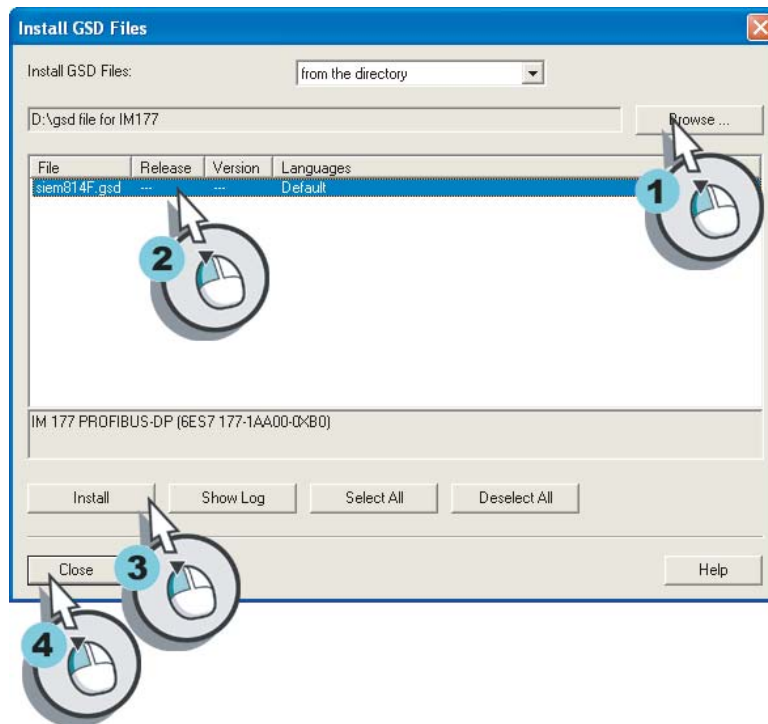 Install GSD Files
Install GSD Files: from the directory
D:\gsd file for IM177 Browse ...
File Release Version Languages
siem814F.gsd --- --- Default
1
2
IM 177 PROFIBUS-DP (6ES7 177-1AA00-0XB0)
Install Show Log Select All Deselect All
Close 3 Help
4